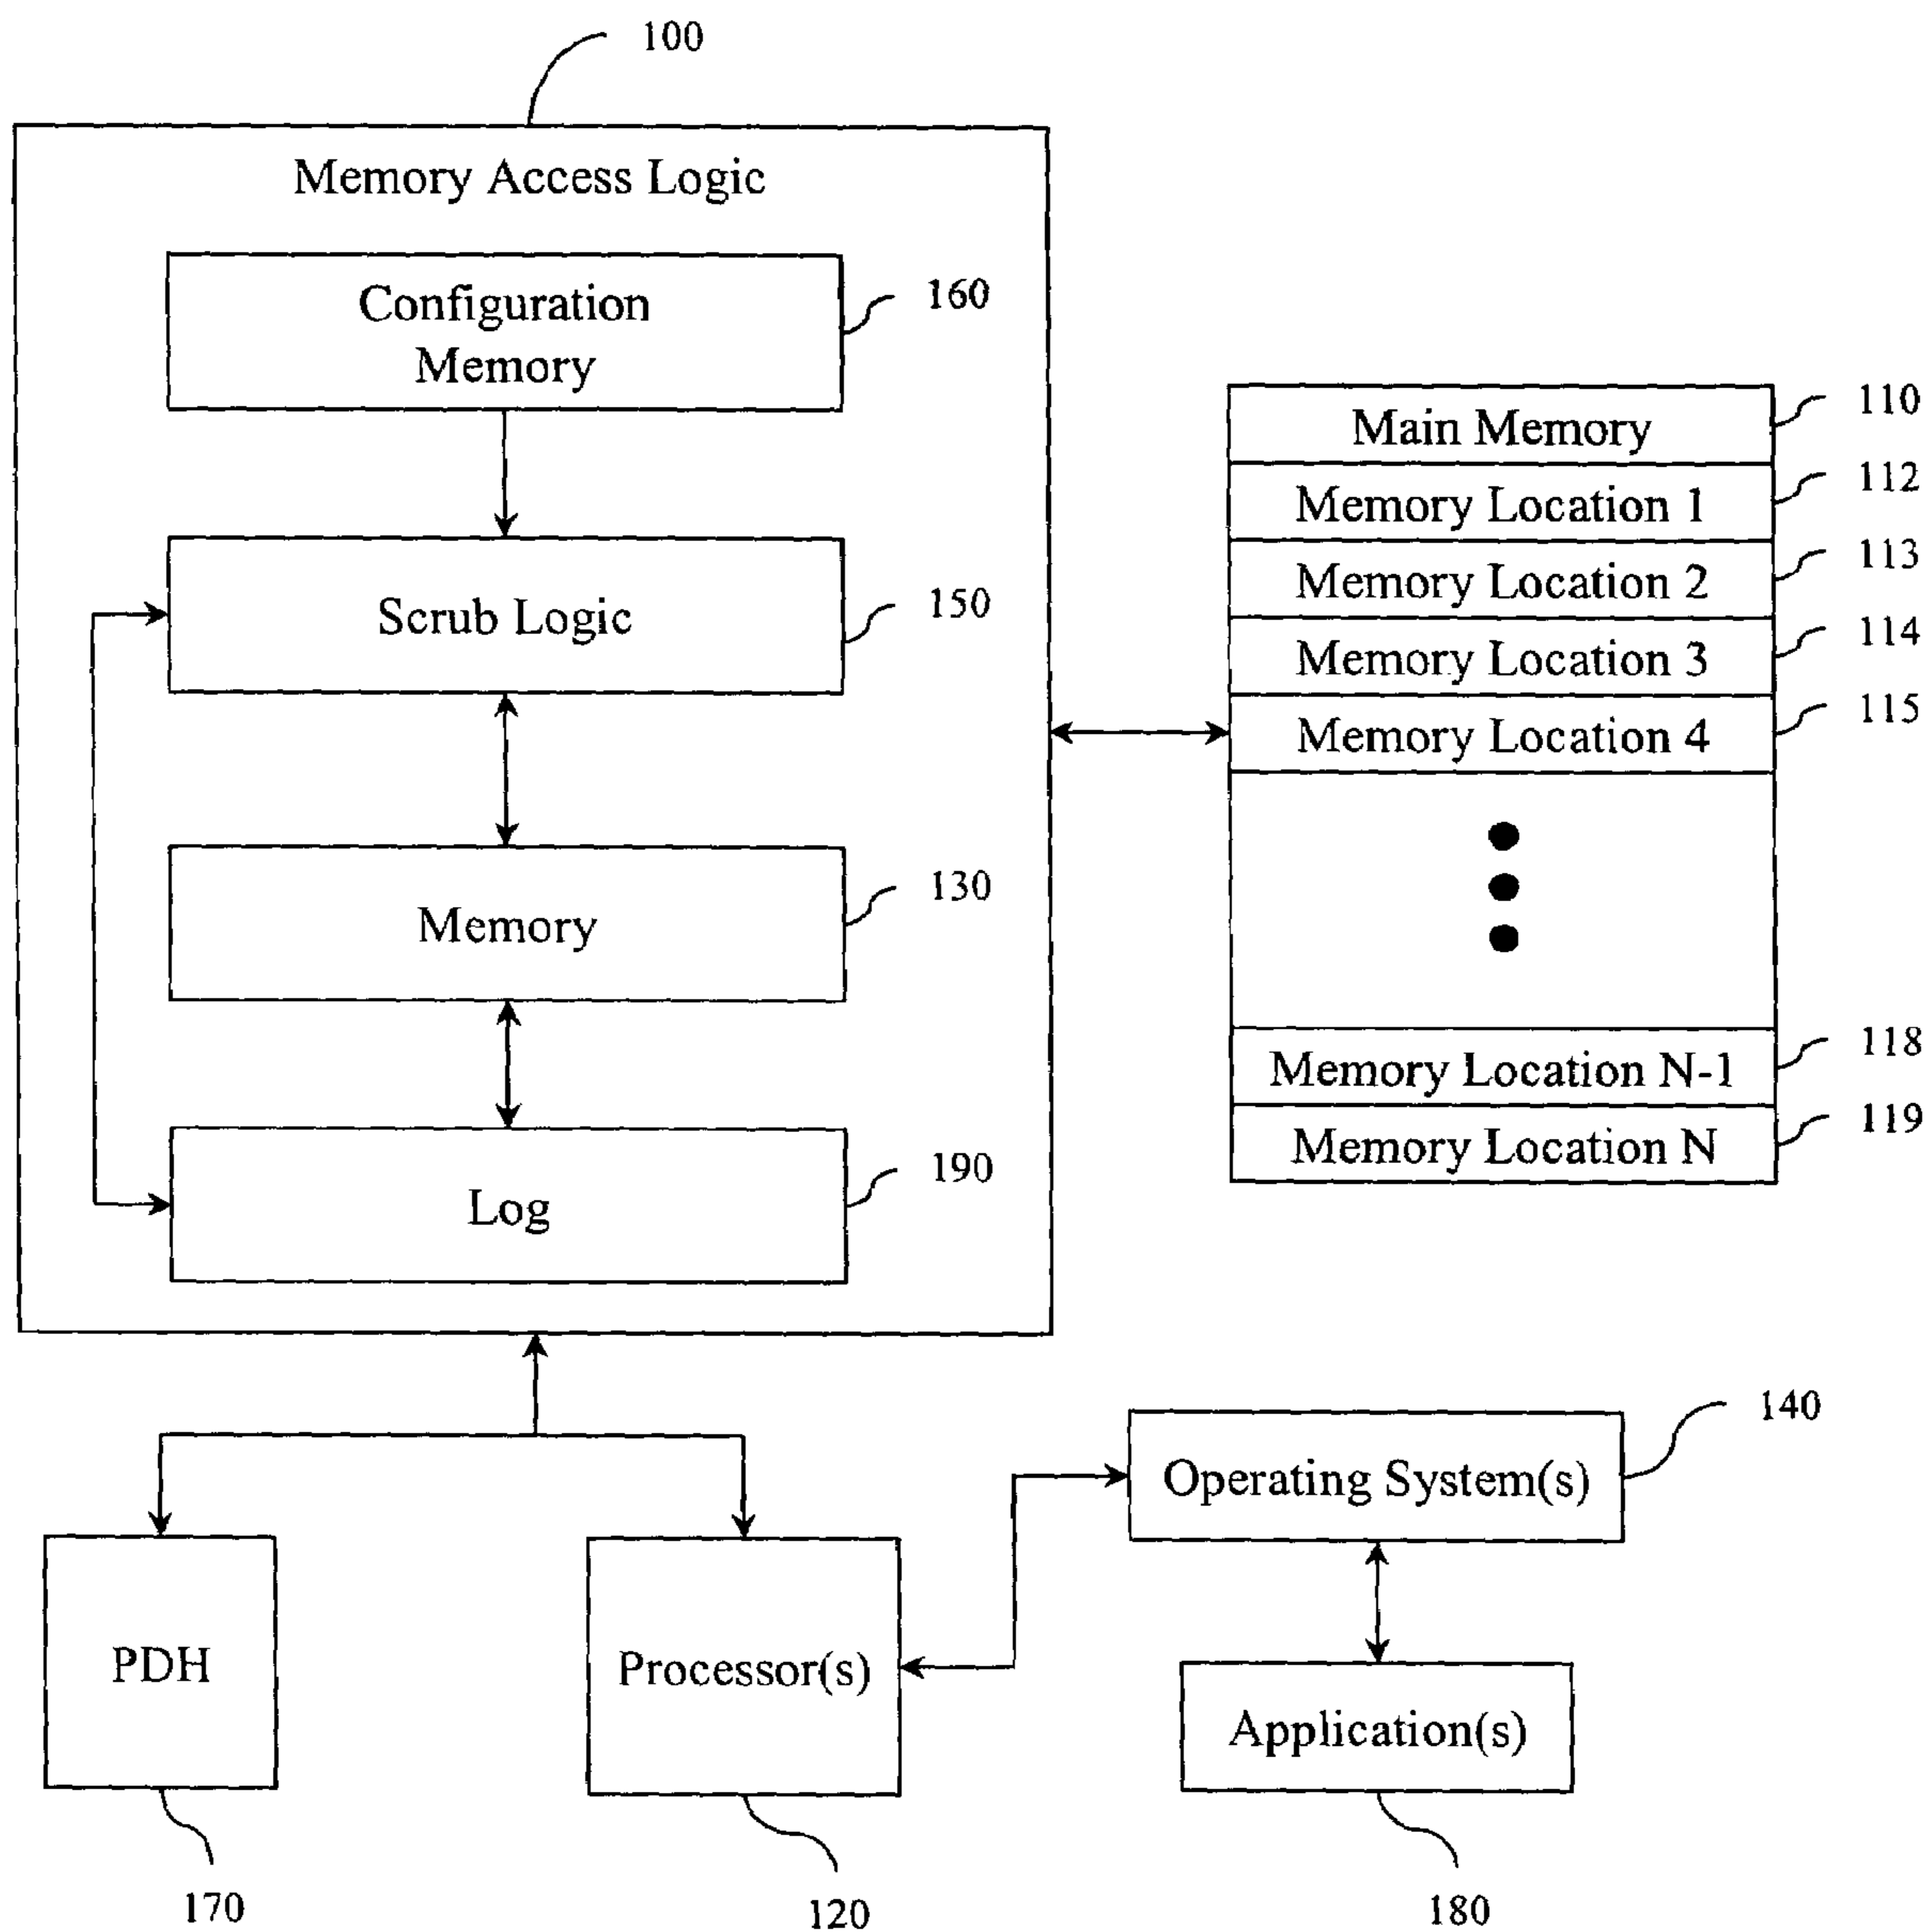 100
Memory Access Logic
Configuration
Memory
160
Scrub Logic
150
Memory
130
Log
190
Main Memory
110
Memory Location 1
112
Memory Location 2
113
Memory Location 3
114
Memory Location 4
115
Memory Location N-1
118
Memory Location N
119
Operating System(s)
140
PDH
Processor(s)
Application(s)
170
120
180